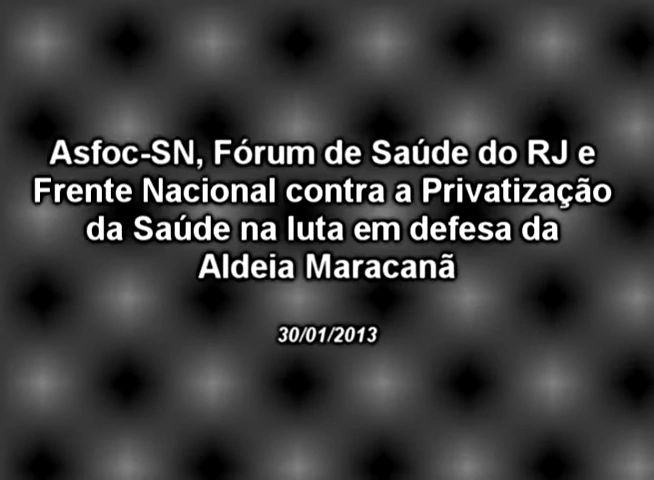 Asfoc-SN, Fórum de Saúde do RJ e
Frente Nacional contra a Privatização
da Saúde na luta em defesa da
Aldeia Maracanã
30/01/2013